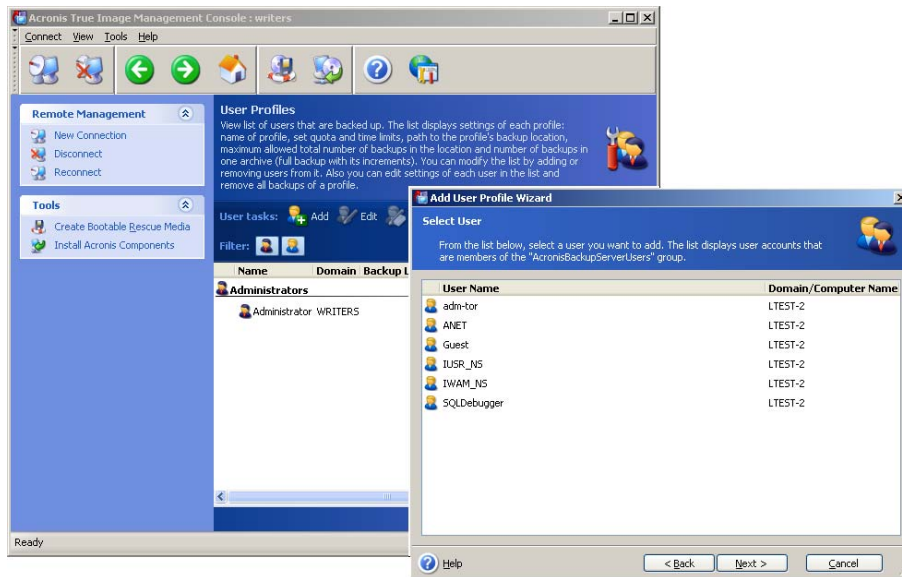 Acronis True Image Management Console : writers
Connect View Tools Help
Remote Management
New Connection
Disconnect
Reconnect
Tools
Create Bootable Rescue Media
Install Acronis Components
User Profiles
View list of users that are backed up. The list displays settings of each profile:
name of profile, set quota and time limits, path to the profile's backup location,
maximum allowed total number of backups in the location and number of backups in
one archive (full backup with its increments). You can modify the list by adding or
removing users from it. Also you can edit settings of each user in the list and
remove all backups of a profile.
User tasks: Add Edit
Filter:
Name Domain Backup L
Administrators
Administrator WRITERS
Ready
Add User Profile Wizard
Select User
From the list below, select a user you want to add. The list displays user accounts that
are members of the "AcronisBackupServerUsers" group.
User Name Domain/Computer Name
adm-tor LTEST-2
ANET LTEST-2
Guest LTEST-2
IUSR_NS LTEST-2
IWAM_NS LTEST-2
SQLDebugger LTEST-2
Help < Back Next > Cancel